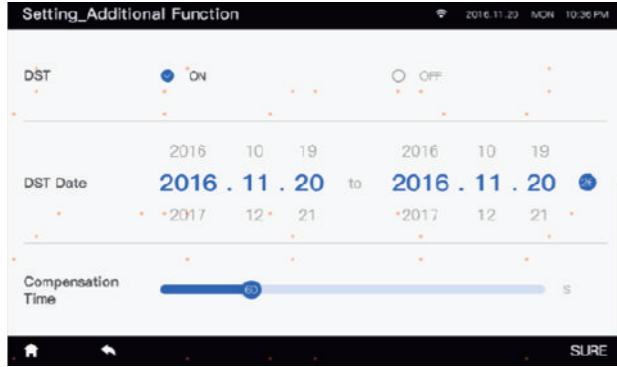 Setting_Additional Function 2016.11.20 MON 10:36 PM
DST ON OFF
2016 10 19 2016 10 19
DST Date 2016 . 11 . 20 to 2016 . 11 . 20
2017 12 21 2017 12 21
Compensation
Time 60 S
SURE